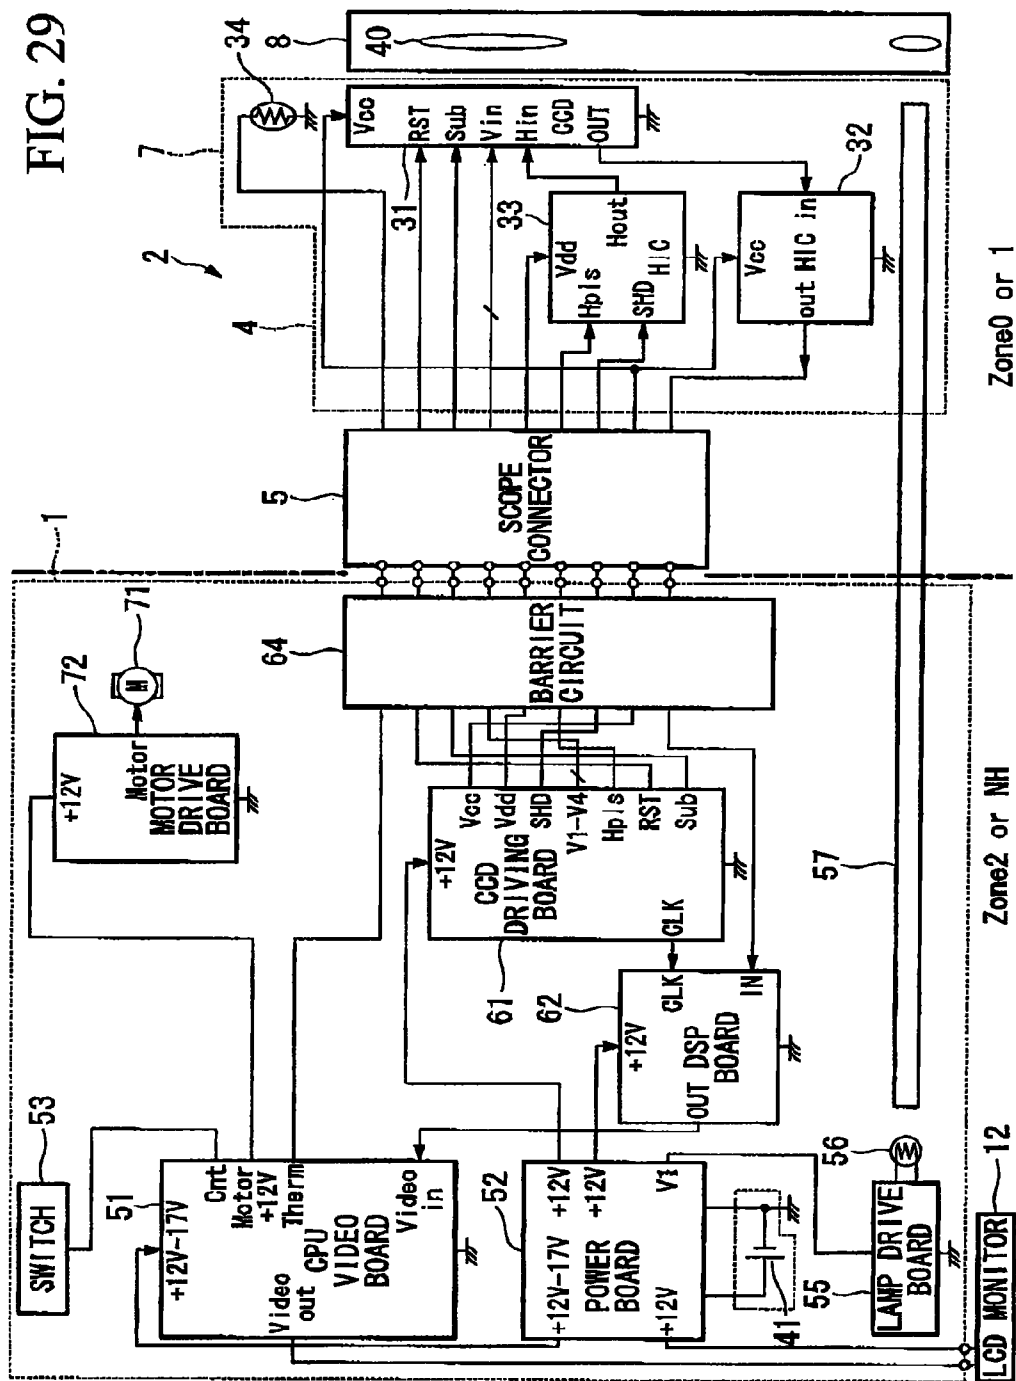 FIG. 29
1
2
4
7
34
8
40
53
SWITCH
51
+12V-17V
Cnt
Motor
+12V
Therm
CPU
VIDEO
BOARD
Video
out
Video
in
72
+12V
Motor
MOTOR
DRIVE
BOARD
71
M
64
BARRIER
CIRCUIT
5
SCOPE
CONNECTOR
31
Vcc
RST
Sub
Vin
Hin
CCD
OUT
33
Vdd
Hpls
Hout
SHD
HIC
32
Vcc
out HIC in
61
+12V
CCD
DRIVING
BOARD
Vcc
Vdd
SHD
V1-V4
Hpls
RST
Sub
CLK
62
+12V
CLK
OUT DSP
BOARD
IN
52
+12V-17V
+12V
+12V
POWER
BOARD
+12V
V1
41
55
LAMP DRIVE
BOARD
56
57
12
LCD MONITOR
Zone2 or NH
Zone0 or 1